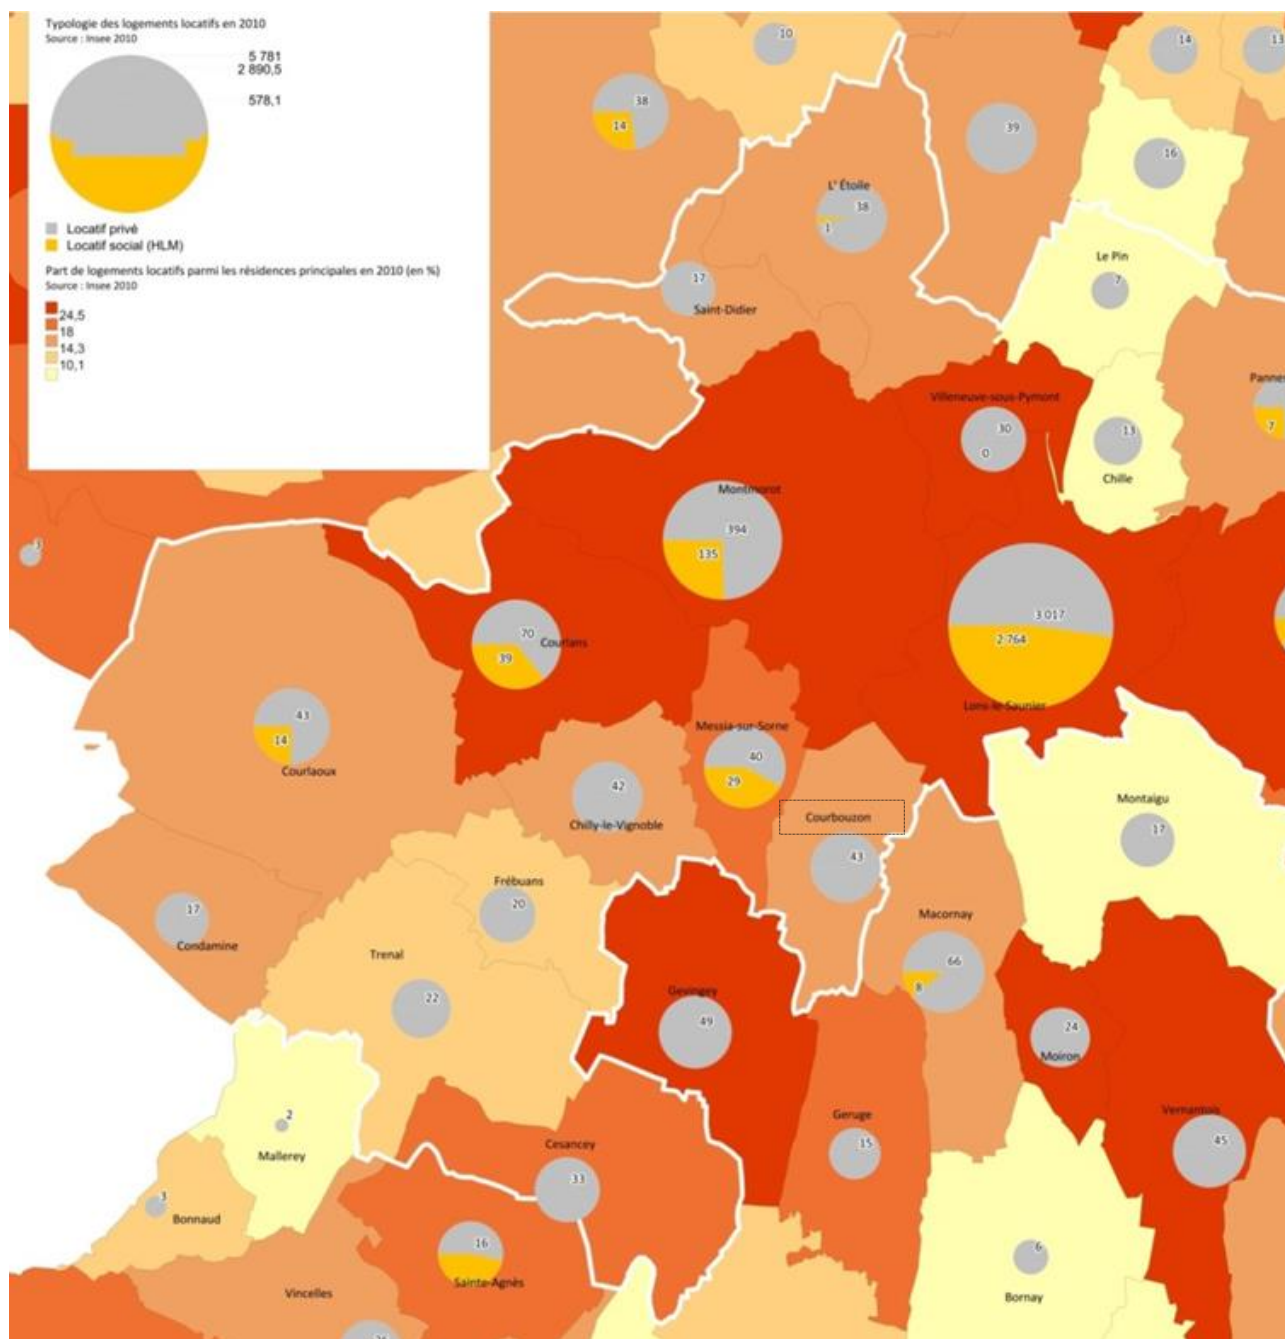 Typologie des logements locatifs en 2010
Source : Insee 2010
5 781
2 890,5
578,1
Locatif privé
Locatif social (HLM)
Part de logements locatifs parmi les résidences principales en 2010 (en %)
Source : Insee 2010
24,5
18
14,3
10,1
10
14
13
38
14
39
16
L' Étoile
38
1
Le Pin
7
17
Saint-Didier
Villeneuve-sous-Pymont
30
0
13
Chille
Pannes
7
Montmorot
394
135
3
3 017
2 764
Lons-le-Saunier
70
Courlans
39
43
14
Courlaoux
Messia-sur-Sorne
40
29
42
Chilly-le-Vignoble
Courbouzon
43
Montaigu
17
Frébuans
20
17
Condamine
Macornay
66
8
Trenal
22
Gevingey
49
24
Moiron
2
Mallerey
Cesancey
33
Geruge
15
Vernantois
45
3
Bonnaud
16
Sainte-Agnès
6
Bornay
Vincelles